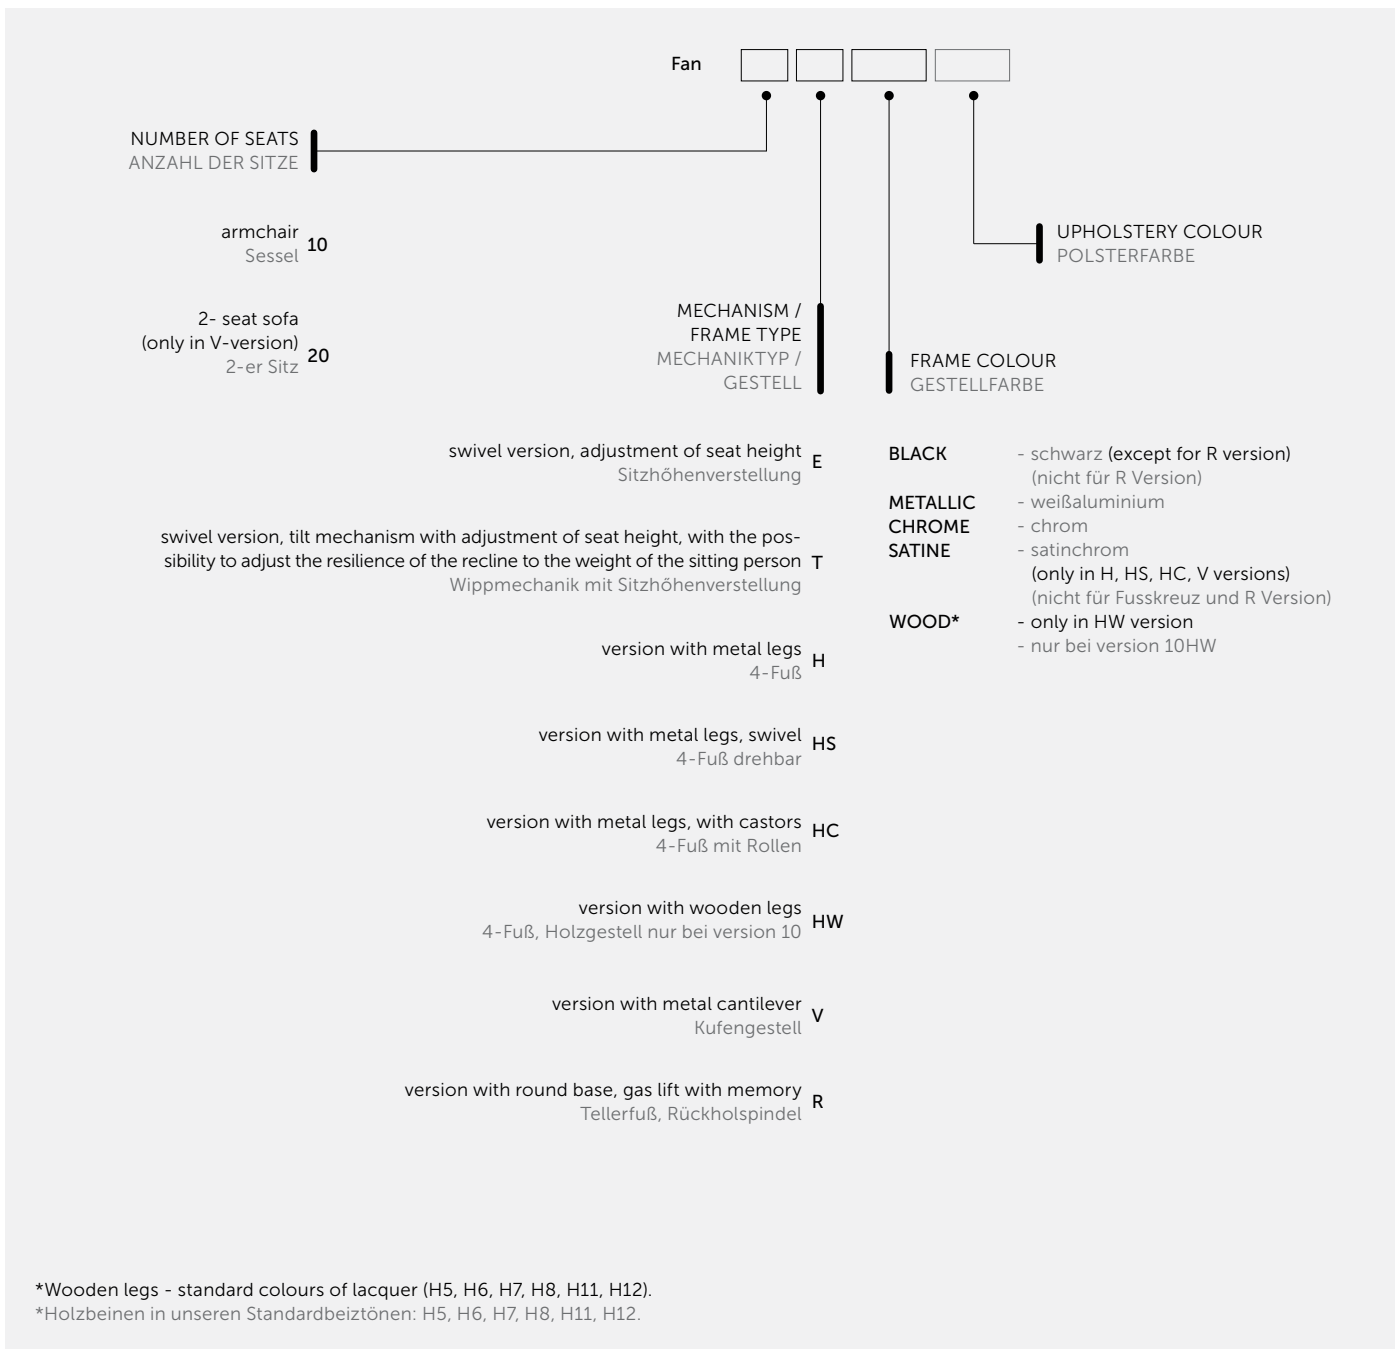 Fan
NUMBER OF SEATS
ANZAHL DER SITZE
armchair
Sessel
10
2- seat sofa
(only in V-version)
2-er Sitz
20
UPHOLSTERY COLOUR
POLSTERFARBE
MECHANISM /
FRAME TYPE
MECHANIKTYP /
GESTELL
FRAME COLOUR
GESTELLFARBE
swivel version, adjustment of seat height
Sitzhőhenverstellung
E
swivel version, tilt mechanism with adjustment of seat height, with the pos-
sibility to adjust the resilience of the recline to the weight of the sitting person
Wippmechanik mit Sitzhőhenverstellung
T
version with metal legs
4-Fuß
H
version with metal legs, swivel
4-Fuß drehbar
HS
version with metal legs, with castors
4-Fuß mit Rollen
HC
version with wooden legs
4-Fuß, Holzgestell nur bei version 10
HW
version with metal cantilever
Kufengestell
V
version with round base, gas lift with memory
Tellerfuß, Rückholspindel
R
BLACK - schwarz (except for R version)
(nicht für R Version)
METALLIC - weißaluminium
CHROME - chrom
SATINE - satinchrom
(only in H, HS, HC, V versions)
(nicht für Fusskreuz und R Version)
WOOD* - only in HW version
- nur bei version 10HW
*Wooden legs - standard colours of lacquer (H5, H6, H7, H8, H11, H12).
*Holzbeinen in unseren Standardbeiztönen: H5, H6, H7, H8, H11, H12.